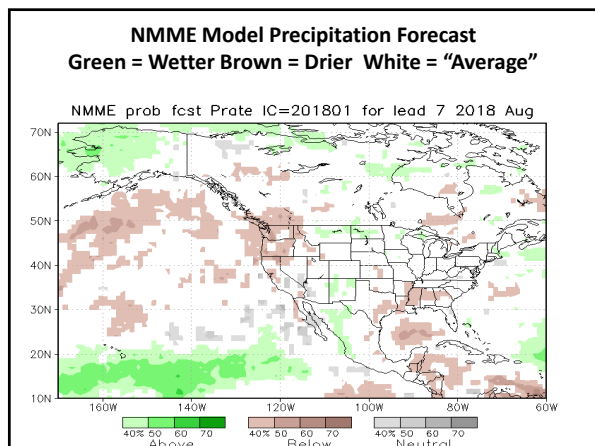 NMME Model Precipitation Forecast
Green = Wetter Brown = Drier White = “Average”
NMME prob fcst Prate IC=201801 for lead 7 2018 Aug
70N
60N
50N
40N
30N
20N
10N
160W 140W 120W 100W 80W 60W
40% 50 60 70 40% 50 60 70 40% 50 60 70
Above Below Neutral